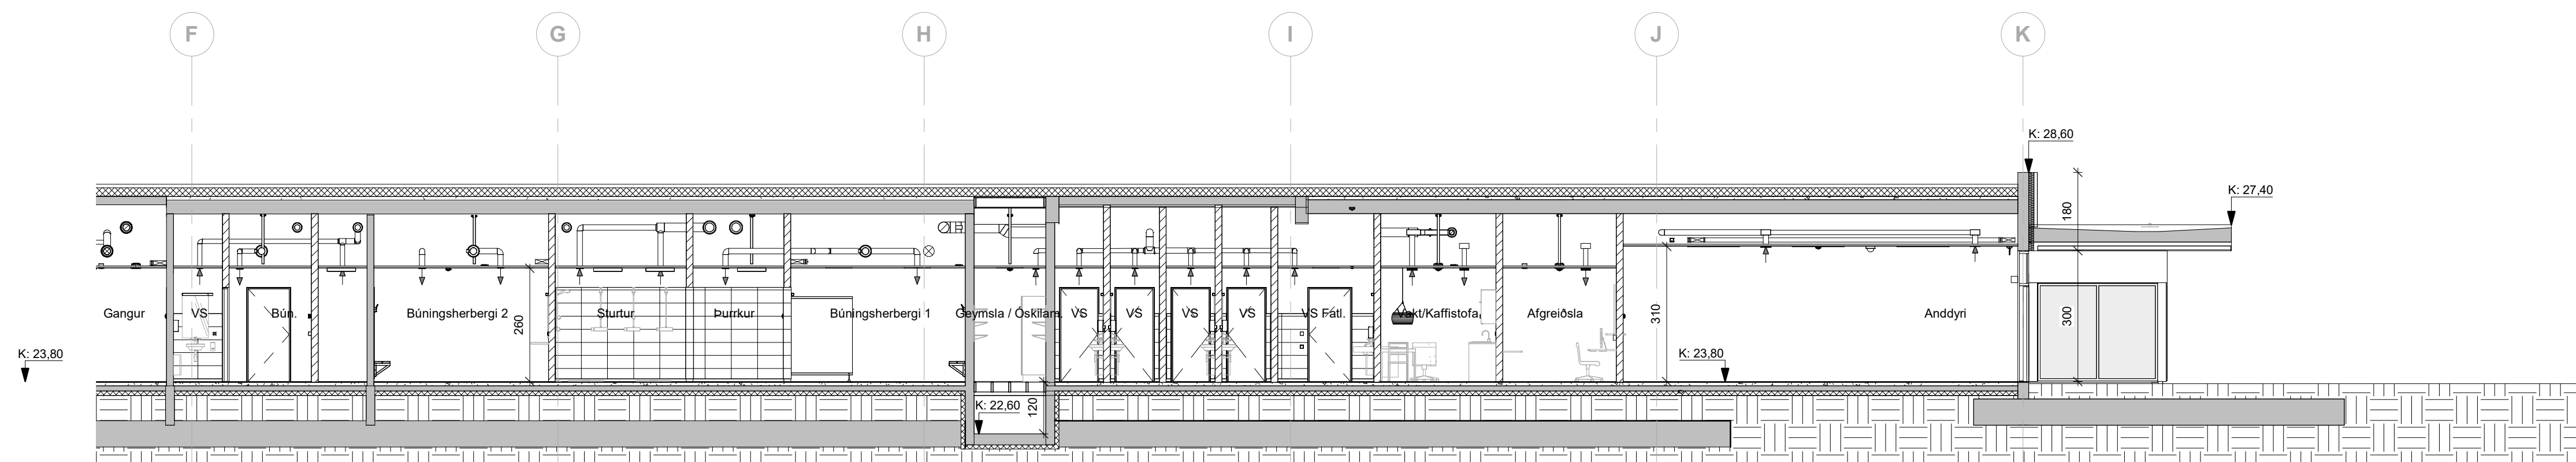 F
G
H
I
J
K
K: 28,60
K: 27,40
180
Gangur
VS
Bún.
Búningsherbergi 2
260
Sturtur
Þurrkur
Búningsherbergi 1
Geymsla / Óskilam.
VS
VS
VS
VS
VS Fatl.
Vakt/Kaffistofa
Afgreiðsla
310
Anddyri
300
K: 23,80
K: 23,80
K: 22,60
120